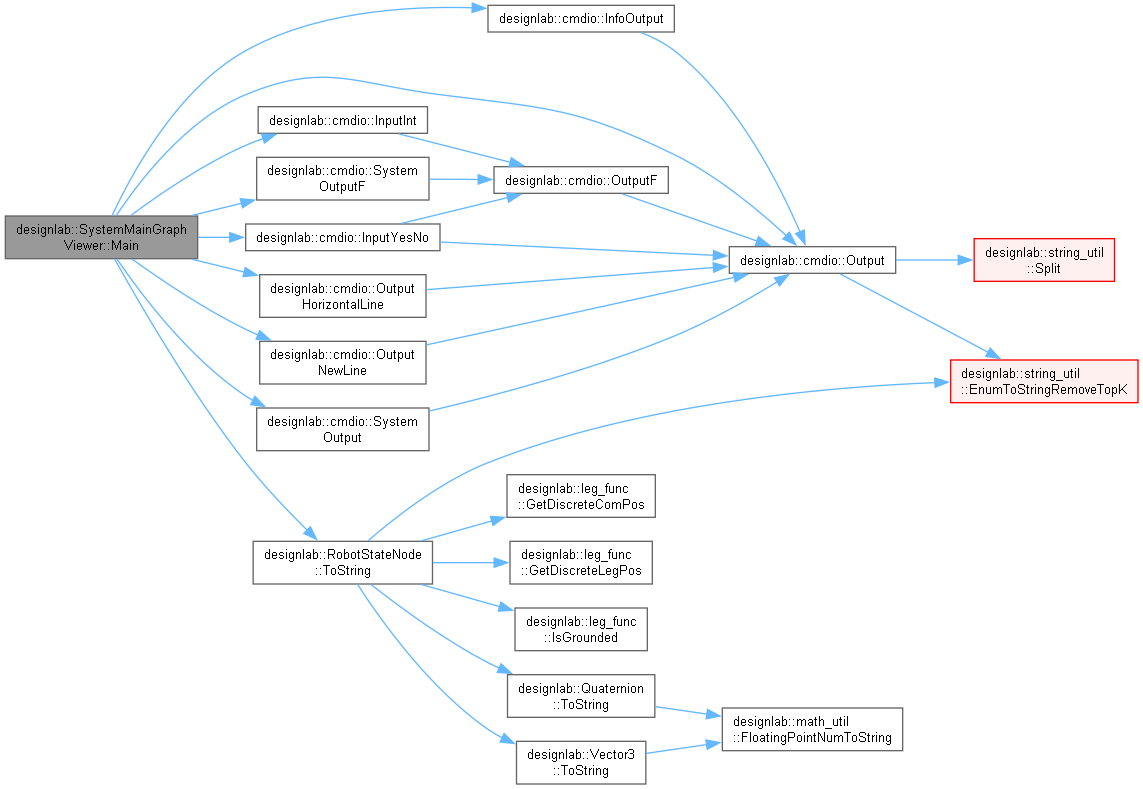 designlab::cmdio::InfoOutput
designlab::cmdio::InputInt
designlab::cmdio::System
OutputF
designlab::cmdio::OutputF
designlab::SystemMainGraph
Viewer::Main
designlab::cmdio::InputYesNo
designlab::cmdio::Output
designlab::string_util
::Split
designlab::cmdio::Output
HorizontalLine
designlab::cmdio::Output
NewLine
designlab::string_util
::EnumToStringRemoveTopK
designlab::cmdio::System
Output
designlab::leg_func
::GetDiscreteComPos
designlab::RobotStateNode
::ToString
designlab::leg_func
::GetDiscreteLegPos
designlab::leg_func
::IsGrounded
designlab::Quaternion
::ToString
designlab::math_util
::FloatingPointNumToString
designlab::Vector3
::ToString